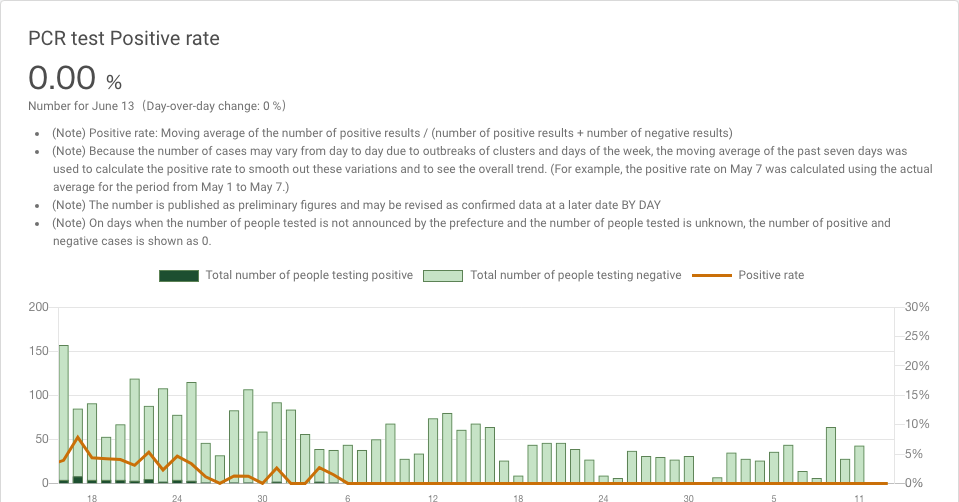 PCR test Positive rate
0.00 %
Number for June 13 (Day-over-day change: 0 %)
• (Note) Positive rate: Moving average of the number of positive results / (number of positive results + number of negative results)
• (Note) Because the number of cases may vary from day to day due to outbreaks of clusters and days of the week, the moving average of the past seven days was
used to calculate the positive rate to smooth out these variations and to see the overall trend. (For example, the positive rate on May 7 was calculated using the actual
average for the period from May 1 to May 7.)
• (Note) The number is published as preliminary figures and may be revised as confirmed data at a later date BY DAY
• (Note) On days when the number of people tested is not announced by the prefecture and the number of people tested is unknown, the number of positive and
negative cases is shown as 0.
Total number of people testing positive Total number of people testing negative Positive rate
200 30%
25%
150
20%
100 15%
10%
50
5%
0 0%
18 24 30 6 12 18 24 30 5 11